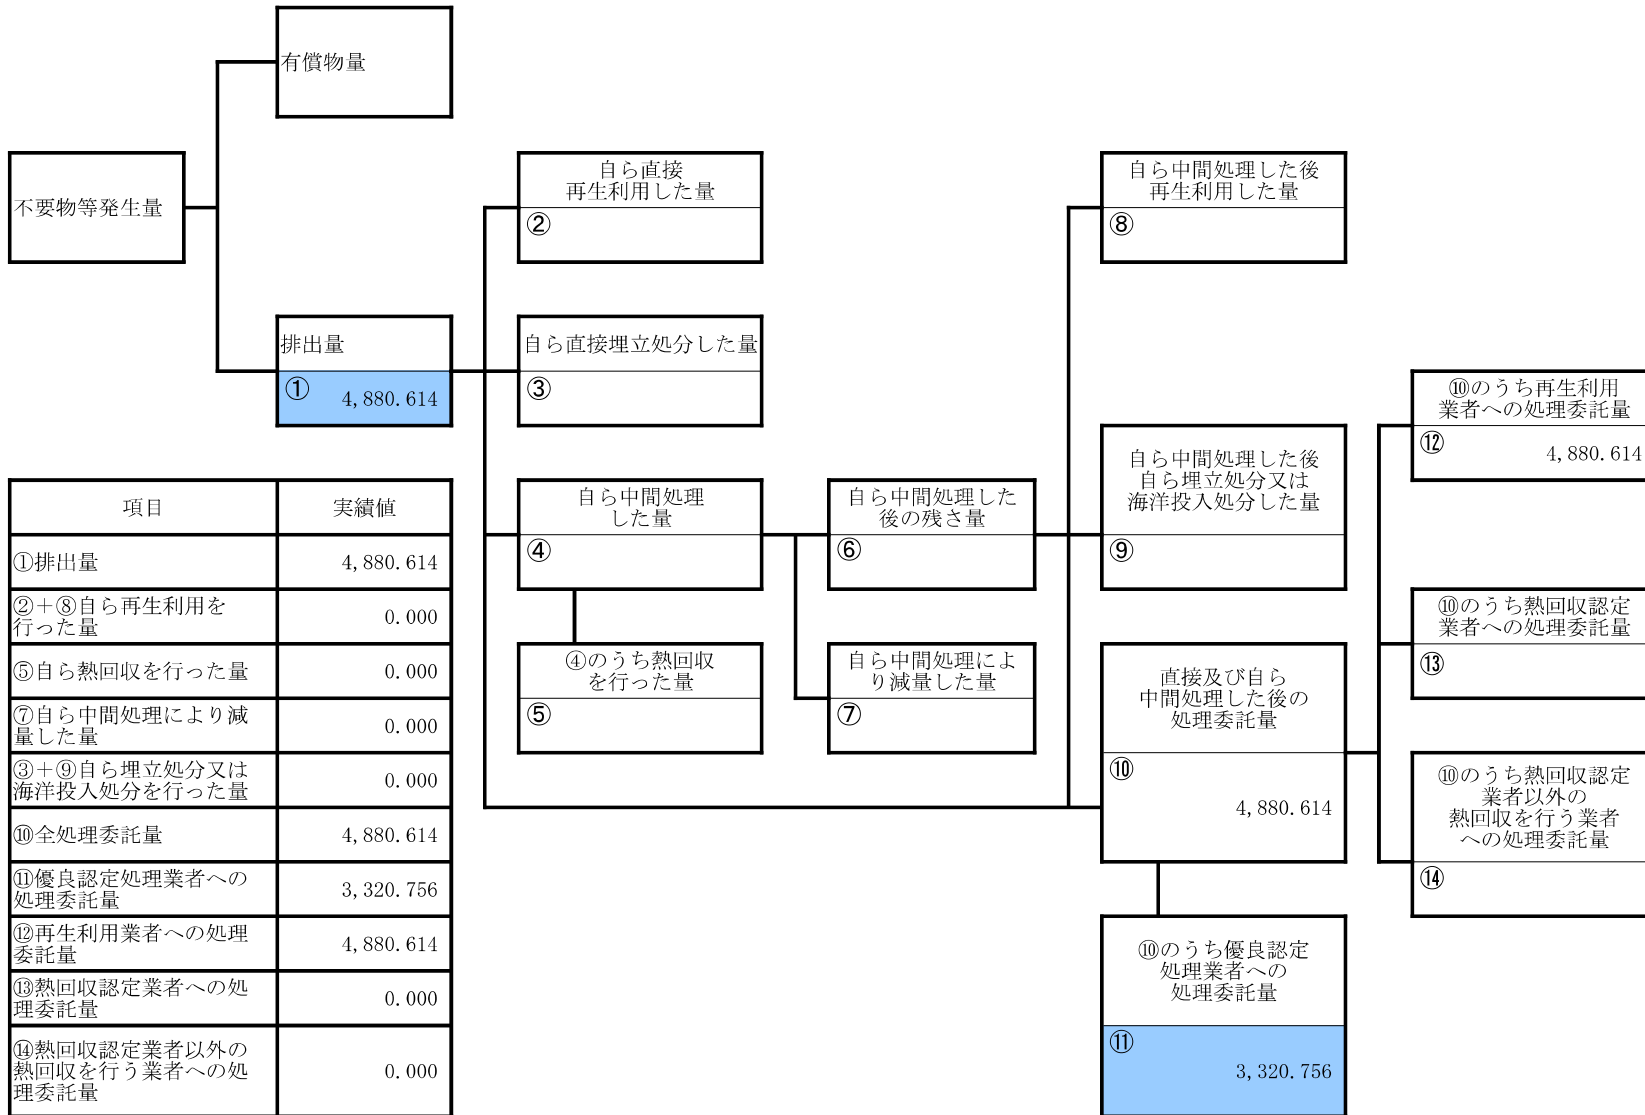 有償物量
不要物等発生量
排出量
① 4,880.614
自ら直接
再生利用した量
②
自ら直接埋立処分した量
③
自ら中間処理
した量
④
④のうち熱回収
を行った量
⑤
自ら中間処理した
後の残さ量
⑥
自ら中間処理によ
り減量した量
⑦
自ら中間処理した後
再生利用した量
⑧
自ら中間処理した後
自ら埋立処分又は
海洋投入処分した量
⑨
直接及び自ら
中間処理した後の
処理委託量
⑩
4,880.614
⑩のうち優良認定
処理業者への
処理委託量
⑪
3,320.756
⑩のうち再生利用
業者への処理委託量
⑫ 4,880.614
⑩のうち熱回収認定
業者への処理委託量
⑬
⑩のうち熱回収認定
業者以外の
熱回収を行う業者
への処理委託量
⑭
項目 実績値
①排出量 4,880.614
②+⑧自ら再生利用を
行った量 0.000
⑤自ら熱回収を行った量 0.000
⑦自ら中間処理により減
量した量 0.000
③+⑨自ら埋立処分又は
海洋投入処分を行った量 0.000
⑩全処理委託量 4,880.614
⑪優良認定処理業者への
処理委託量 3,320.756
⑫再生利用業者への処理
委託量 4,880.614
⑬熱回収認定業者への処
理委託量 0.000
⑭熱回収認定業者以外の
熱回収を行う業者への処
理委託量 0.000